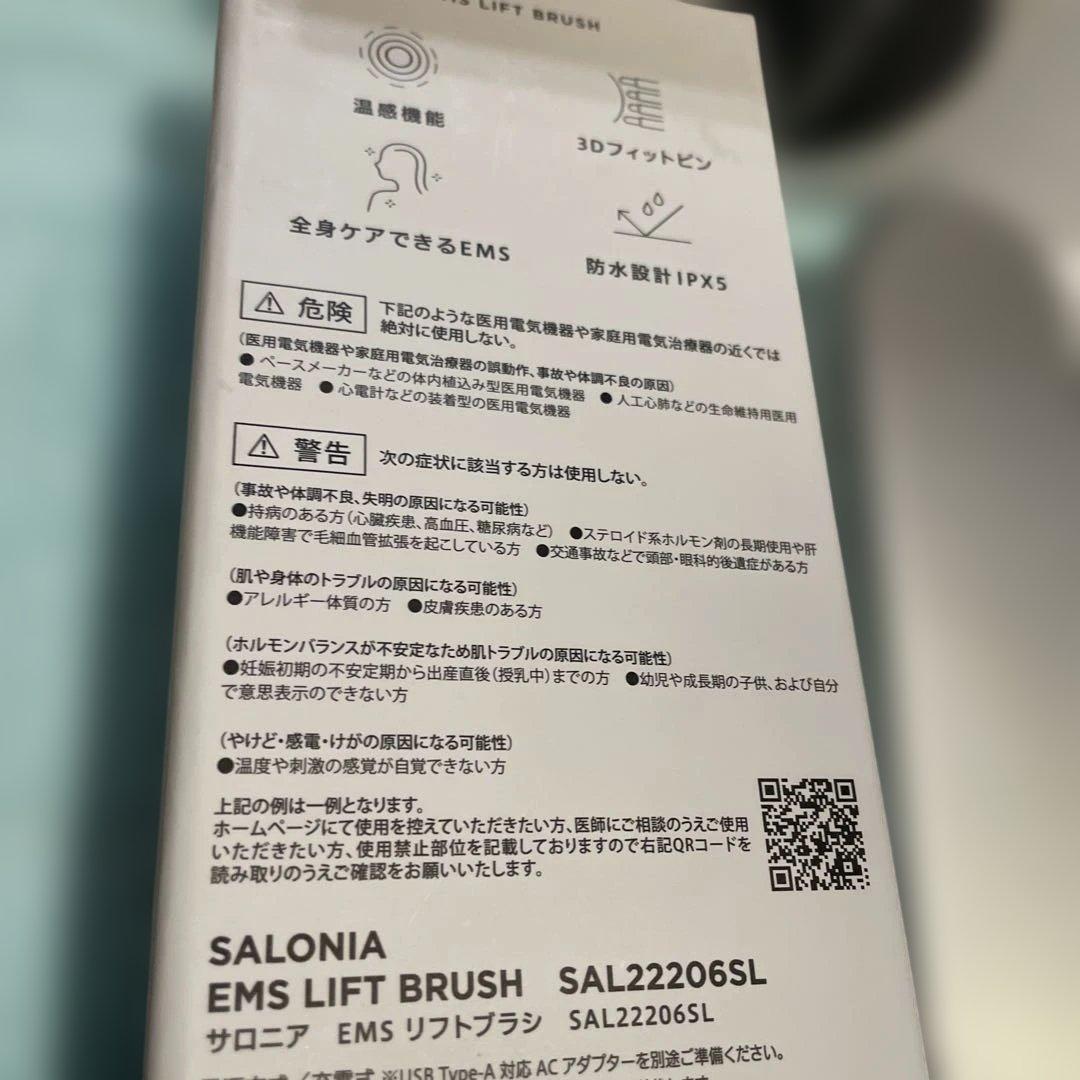 LIFT BRUSH
温感機能
3Dフィットピン
全身ケアできるEMS
防水設計IPX5
危険
下記のような医用電気機器や家庭用電気治療器の近くでは
絶対に使用しない。
(医用電気機器や家庭用電気治療器の誤動作、事故や体調不良の原因)
● ペースメーカーなどの体内植込み型医用電気機器 ● 人工心肺などの生命維持用医用
電気機器 ● 心電計などの装着型の医用電気機器
警告
次の症状に該当する方は使用しない。
(事故や体調不良、失明の原因になる可能性)
●持病のある方(心臓疾患、高血圧、糖尿病など) ●ステロイド系ホルモン剤の長期使用や肝
機能障害で毛細血管拡張を起こしている方 ●交通事故などで頭部・眼科的後遺症がある方
(肌や身体のトラブルの原因になる可能性)
●アレルギー体質の方 ●皮膚疾患のある方
(ホルモンバランスが不安定なため肌トラブルの原因になる可能性)
●妊娠初期の不安定期から出産直後(授乳中)までの方 ●幼児や成長期の子供、および自分
で意思表示のできない方
(やけど・感電・けがの原因になる可能性)
●温度や刺激の感覚が自覚できない方
上記の例は一例となります。
ホームページにて使用を控えていただきたい方、医師にご相談のうえご使用
いただきたい方、使用禁止部位を記載しておりますので右記QRコードを
読み取りのうえご確認をお願いいたします。
SALONIA
EMS LIFT BRUSH SAL22206SL
サロニア EMS リフトブラシ SAL22206SL
充電式 ※USB Type-A 対応 AC アダプターを別途ご準備ください。